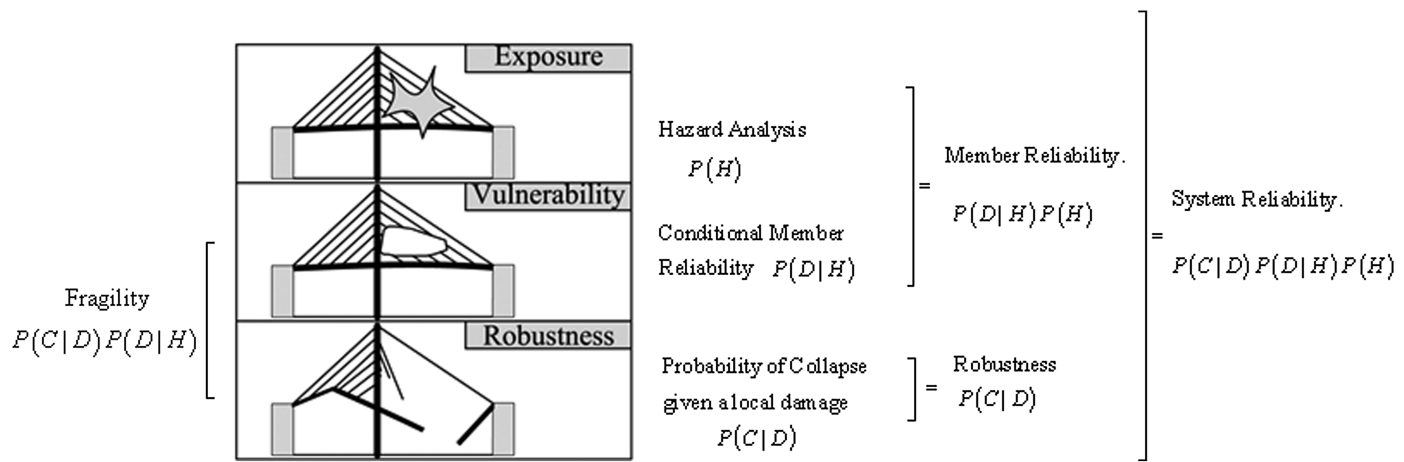 Exposure
Vulnerability
Robustness
Fragility
P(C|D)P(D|H)
Hazard Analysis
P(H)
Conditional Member
Reliability P(D|H)
Probability of Collapse
given a local damage
P(C|D)
= Member Reliability.
P(D|H)P(H)
= Robustness
P(C|D)
= System Reliability.
P(C|D)P(D|H)P(H)